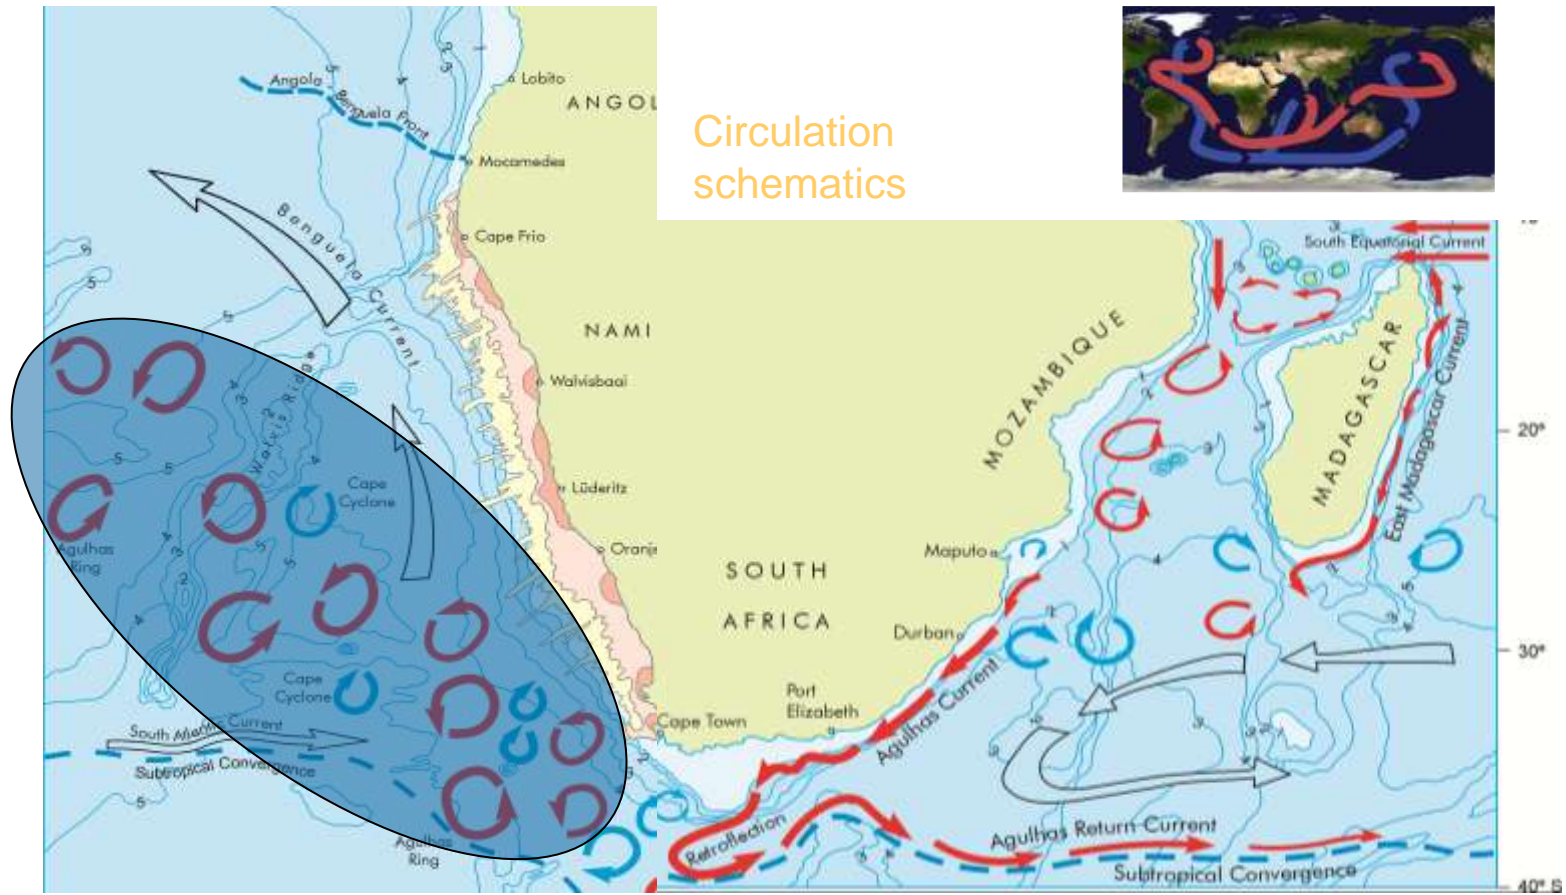 Circulation
schematics
Lobito
ANGOL
Angola
Benguela Front
Mocamedes
Benguela Current
Cape Frio
NAMI
Walvisbaai
Walvis Ridge
Lüderitz
Cape
Cyclone
Agulhas
Ring
Oranje
SOUTH
AFRICA
Cape
Cyclone
South Atlantic Current
Subtropical Convergence
Cape Town
Port
Elizabeth
Durban
Maputo
MOZAMBIQUE
MADAGASCAR
South Equatorial Current
East Madagascar Current
20°
30°
Agulhas Current
Agulhas
Ring
Retroflection
Agulhas Return Current
Subtropical Convergence
40° S